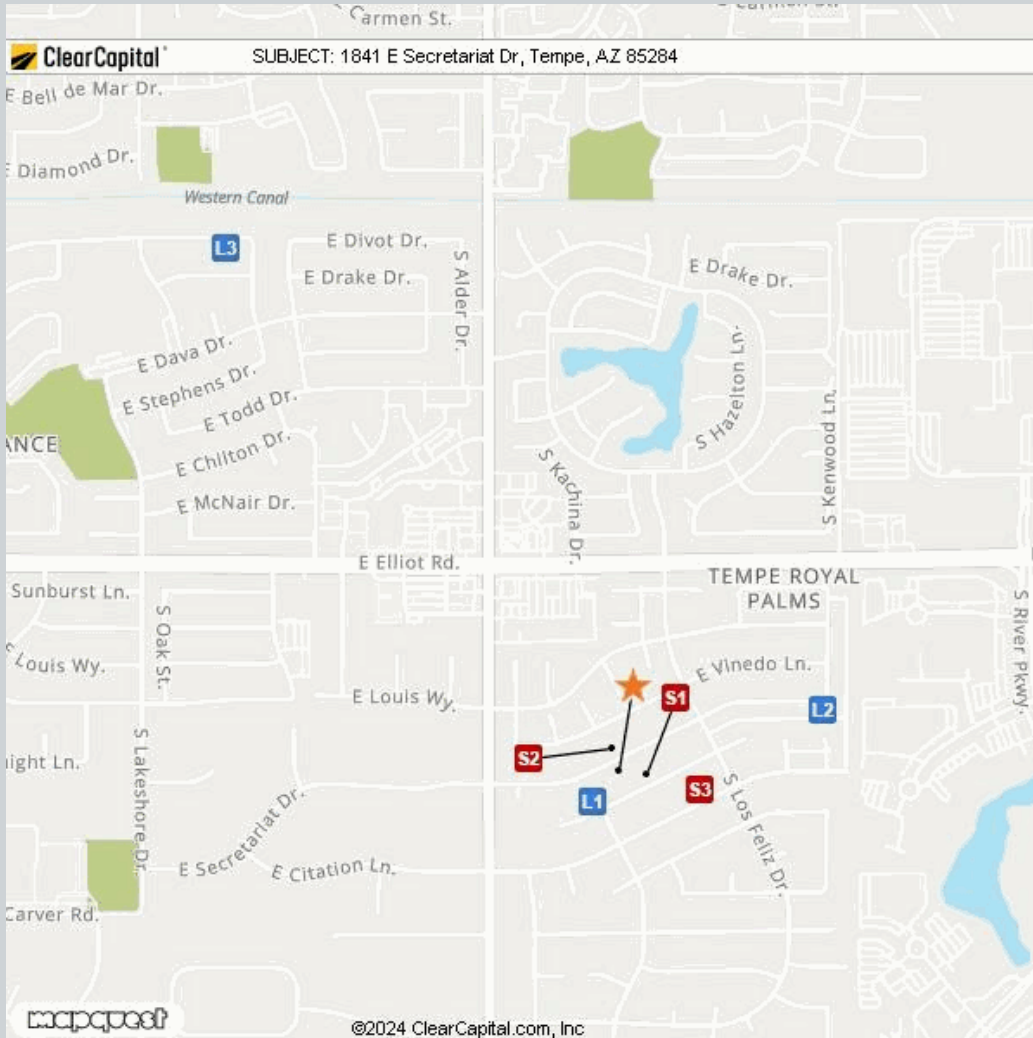 Carmen St.
ClearCapital
SUBJECT: 1841 E Secretariat Dr, Tempe, AZ 85284
E Bell de Mar Dr.
E Diamond Dr.
Western Canal
L3
E Divot Dr.
E Drake Dr.
S Alder Dr.
E Drake Dr.
E Dava Dr.
E Stephens Dr.
E Todd Dr.
S Hazelton Ln.
S Kenwood Ln.
ANCE
E Chilton Dr.
S Kachina Dr.
E McNair Dr.
E Elliot Rd.
TEMPE ROYAL
PALMS
Sunburst Ln.
S Oak St.
S River Pkwy.
E Louis Wy.
E Vinedo Ln.
E Louis Wy.
S1
L2
S2
night Ln.
S Lakeshore Dr.
L1
S3
S Los Feliz Dr.
E Secretariat Dr.
E Citation Ln.
Carver Rd.
mapquest
©2024 ClearCapital.com, Inc